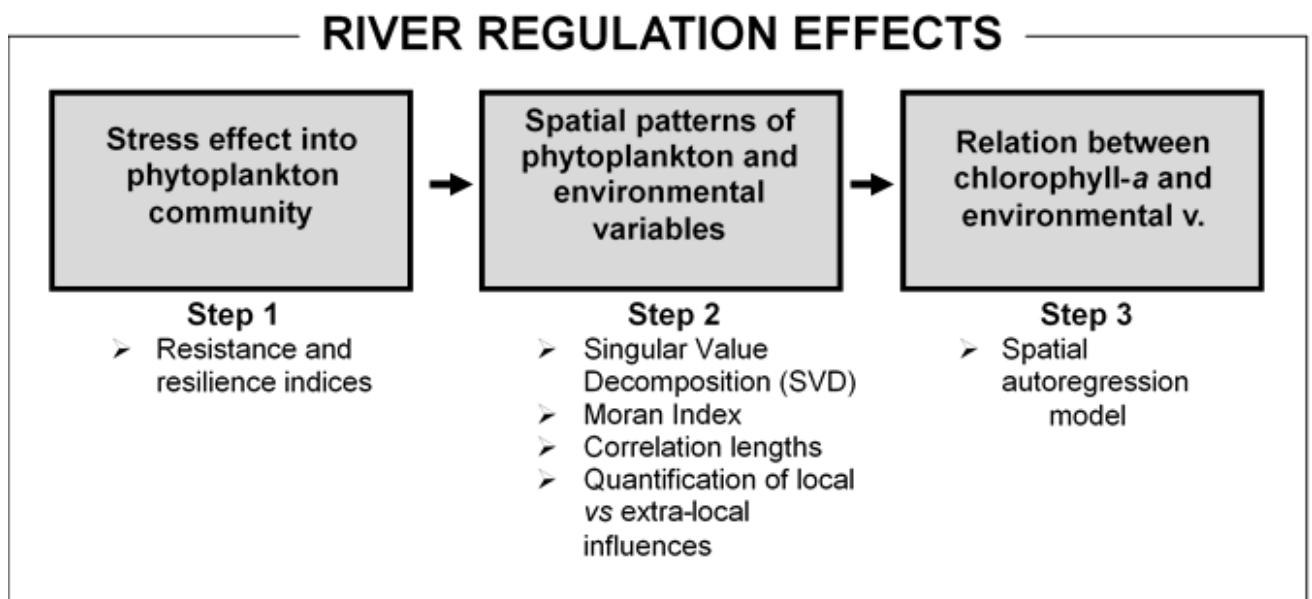 RIVER REGULATION EFFECTS
Stress effect into
phytoplankton
community
Step 1
➢ Resistance and
resilience indices
Spatial patterns of
phytoplankton and
environmental
variables
Step 2
➢ Singular Value
Decomposition (SVD)
➢ Moran Index
➢ Correlation lengths
➢ Quantification of local
vs extra-local
influences
Relation between
chlorophyll-a and
environmental v.
Step 3
➢ Spatial
autoregression
model